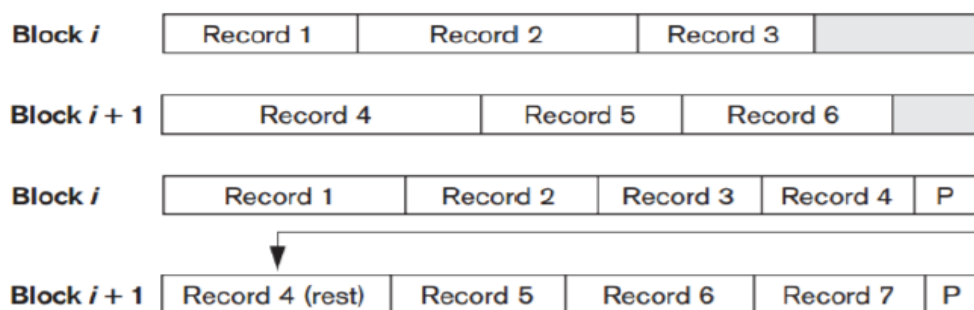 Block i Record 1 Record 2 Record 3
Block i + 1 Record 4 Record 5 Record 6
Block i Record 1 Record 2 Record 3 Record 4 P
Block i + 1 Record 4 (rest) Record 5 Record 6 Record 7 P